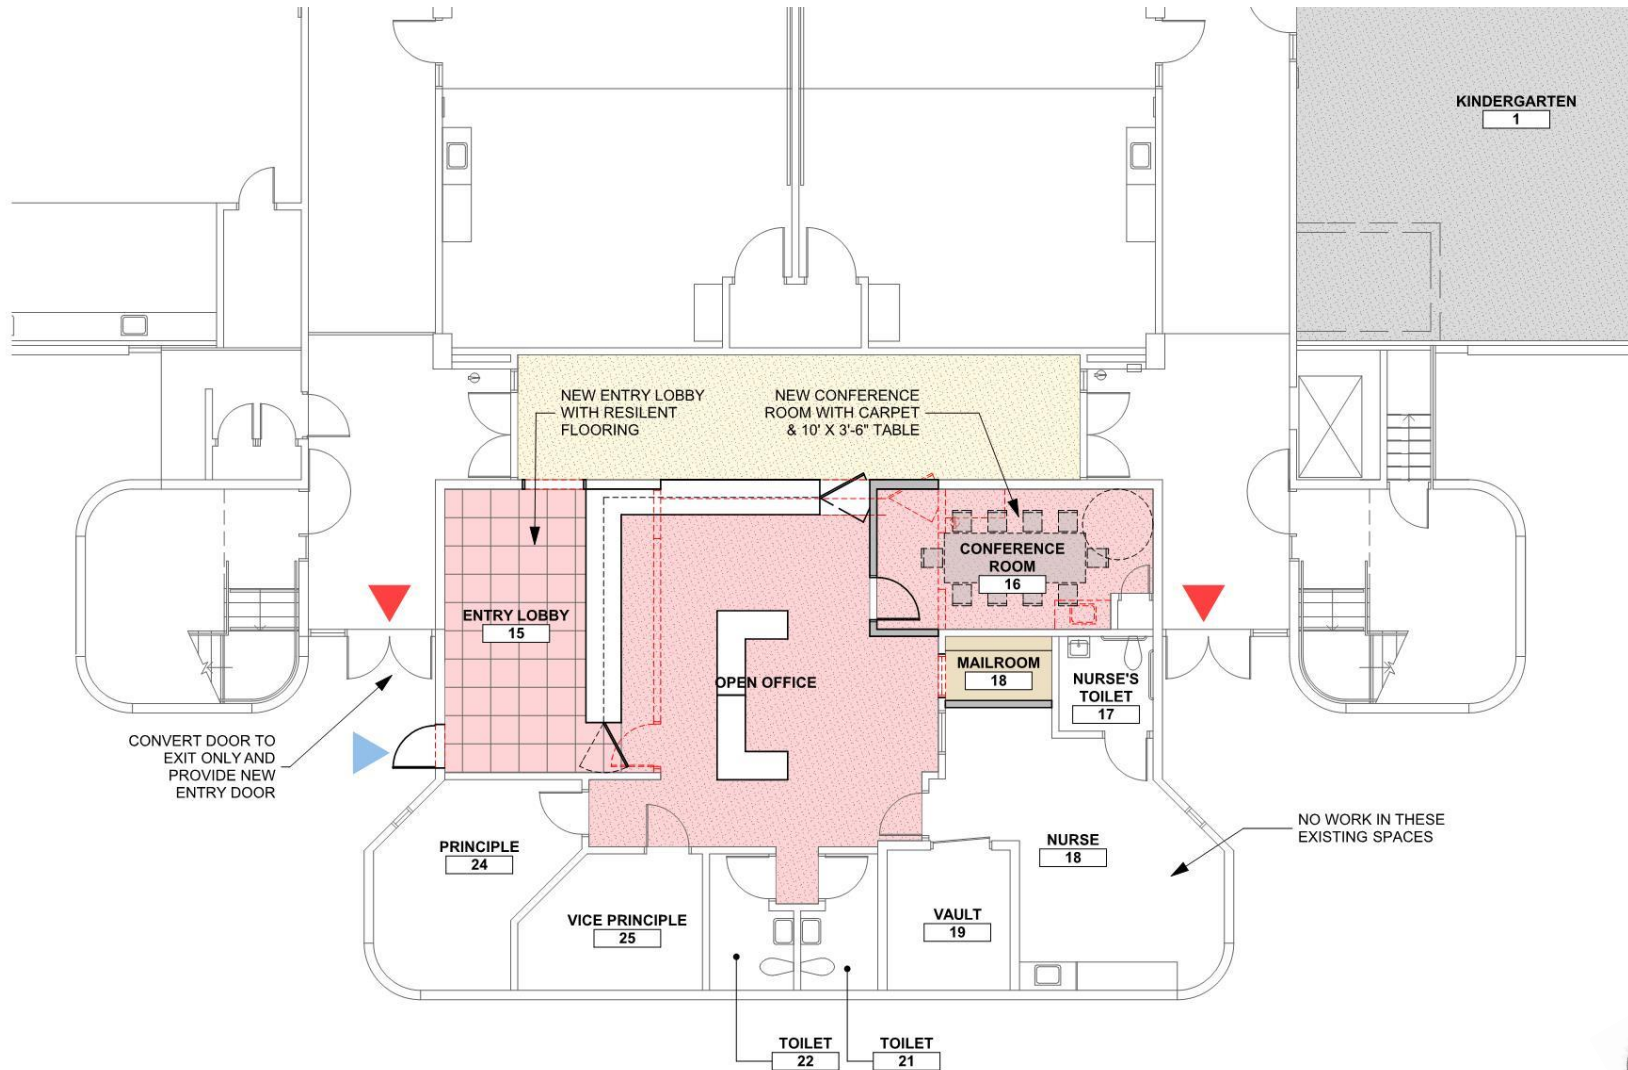 KINDERGARTEN
1
NEW ENTRY LOBBY
WITH RESILENT
FLOORING
NEW CONFERENCE
ROOM WITH CARPET
& 10' X 3'-6" TABLE
CONFERENCE
ROOM
16
ENTRY LOBBY
15
OPEN OFFICE
MAILROOM
18
NURSE'S
TOILET
17
CONVERT DOOR TO
EXIT ONLY AND
PROVIDE NEW
ENTRY DOOR
NO WORK IN THESE
EXISTING SPACES
PRINCIPLE
24
NURSE
18
VICE PRINCIPLE
25
VAULT
19
TOILET
22
TOILET
21